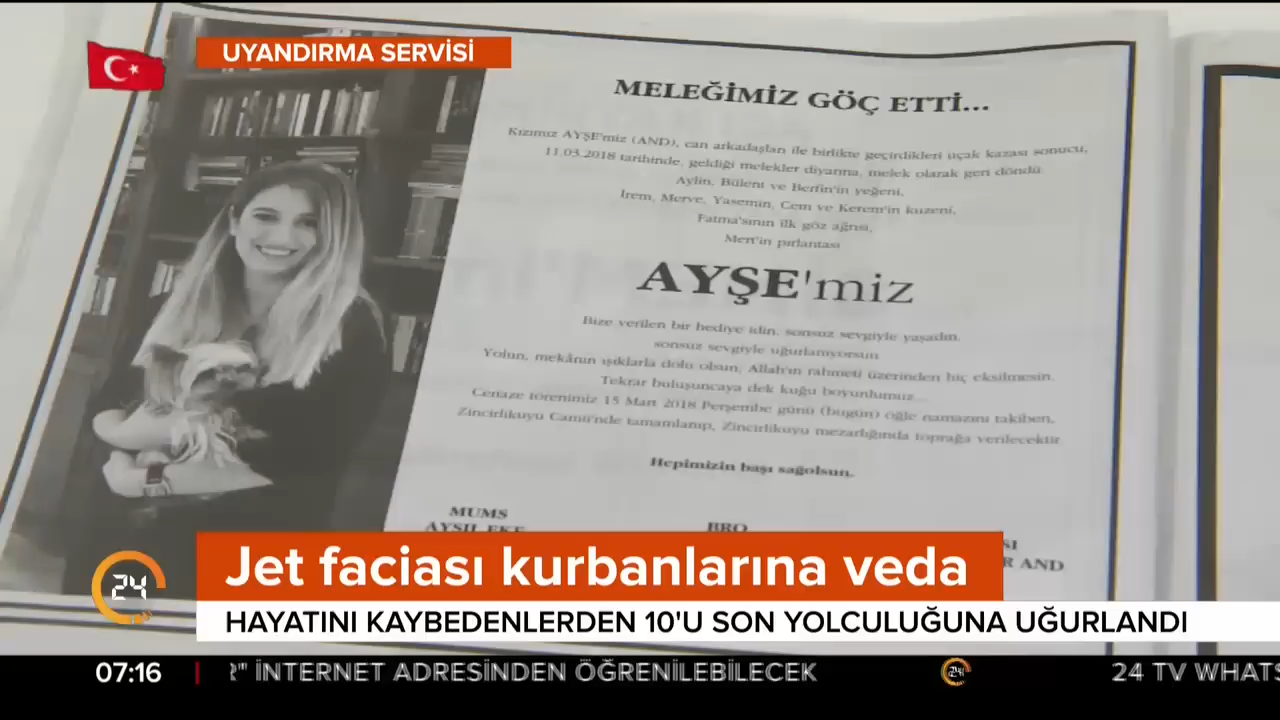 UYANDIRMA SERVİSİ
MELEĞİMİZ GÖÇ ETTİ...
Kızımız AYŞE'miz (AND), can arkadaşları ile birlikte geçirdikleri uçak kazası sonucu,
11.03.2018 tarihinde, geldiği melekler diyarına, melek olarak geri döndü.
Aylin, Bülent ve Berfin'in yeğeni,
İrem, Merve, Yasemin, Cem ve Kerem'in kuzeni,
Fatma'sının ilk göz ağrısı,
Mert'in pırlantası
AYŞE'miz
Bize verilen bir hediye idin, sonsuz sevgiyle yaşadın,
sonsuz sevgiyle uğurlanıyorsun.
Yolun, mekânın ışıklarla dolu olsun, Allah'ın rahmeti üzerinden hiç eksilmesin.
Tekrar buluşuncaya dek kuğu boyunlumuz...
Cenaze törenimiz 15 Mart 2018 Perşembe günü (bugün) öğle namazını takiben,
Zincirlikuyu Camii'nde tamamlanıp, Zincirlikuyu mezarlığında toprağa verilecektir.
Hepimizin başı sağolsun.
MUMS BRO
AYŞIL EKE
R AND
Jet faciası kurbanlarına veda
24
HAYATINI KAYBEDENLERDEN 10'U SON YOLCULUĞUNA UĞURLANDI
07:16 R" İNTERNET ADRESİNDEN ÖĞRENİLEBİLECEK 24 24 TV WHATS